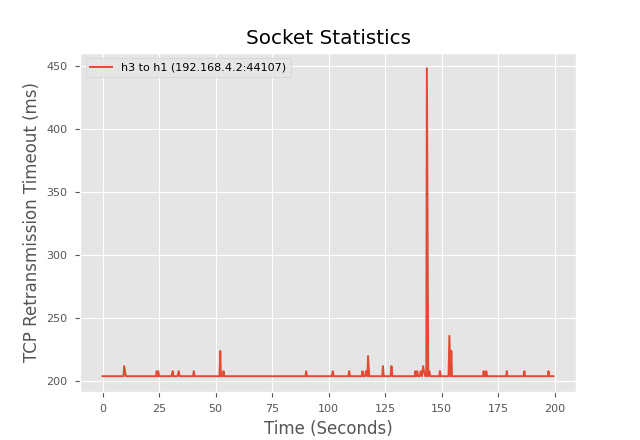 Socket Statistics
h3 to h1 (192.168.4.2:44107)
TCP Retransmission Timeout (ms)
450
400
350
300
250
200
0 25 50 75 100 125 150 175 200
Time (Seconds)